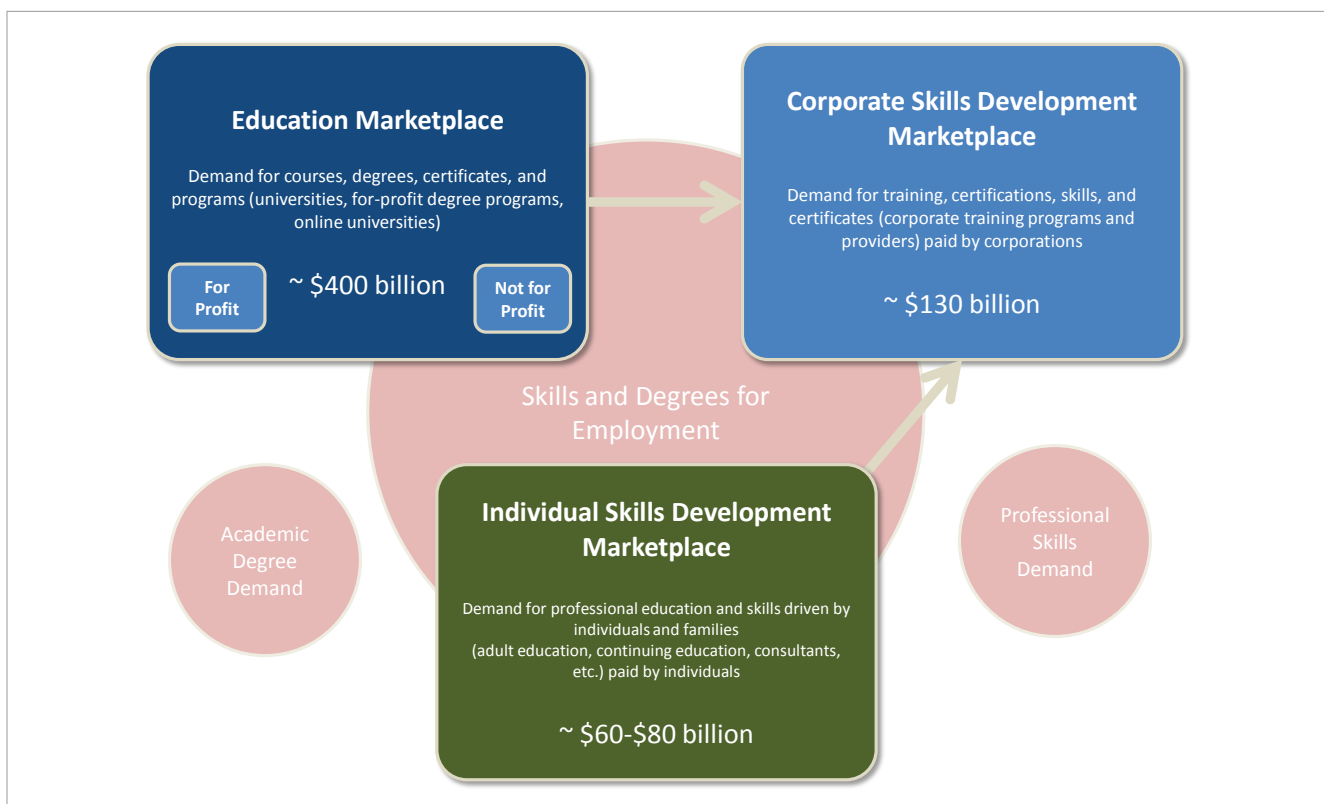 Education Marketplace
Demand for courses, degrees, certificates, and
programs (universities, for-profit degree programs,
online universities)
For
Profit
~ $400 billion
Not for
Profit
Corporate Skills Development
Marketplace
Demand for training, certifications, skills, and
certificates (corporate training programs and
providers) paid by corporations
~ $130 billion
Skills and Degrees for
Employment
Academic
Degree
Demand
Individual Skills Development
Marketplace
Demand for professional education and skills driven by
individuals and families
(adult education, continuing education, consultants,
etc.) paid by individuals
~ $60-$80 billion
Professional
Skills
Demand